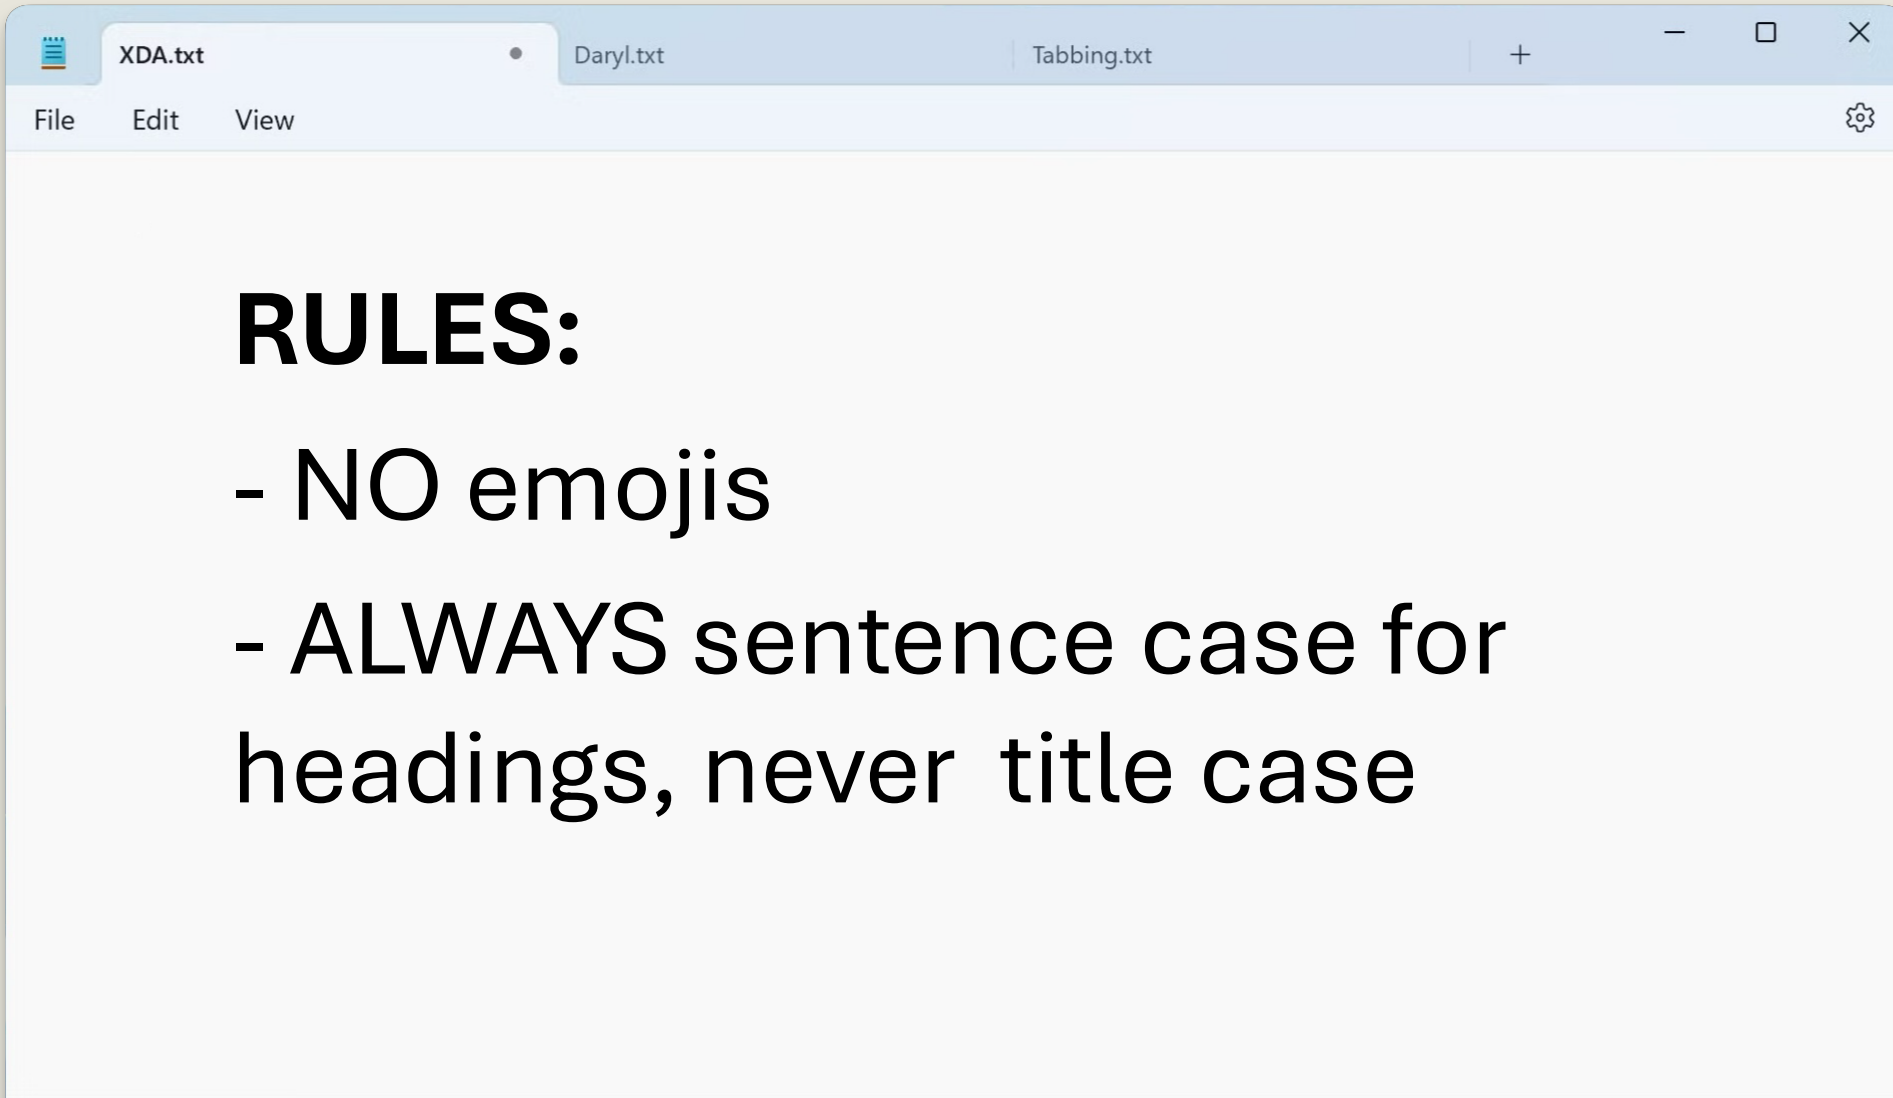 XDA.txt Daryl.txt Tabbing.txt
File Edit View
RULES:
- NO emojis
- ALWAYS sentence case for
headings, never  title case